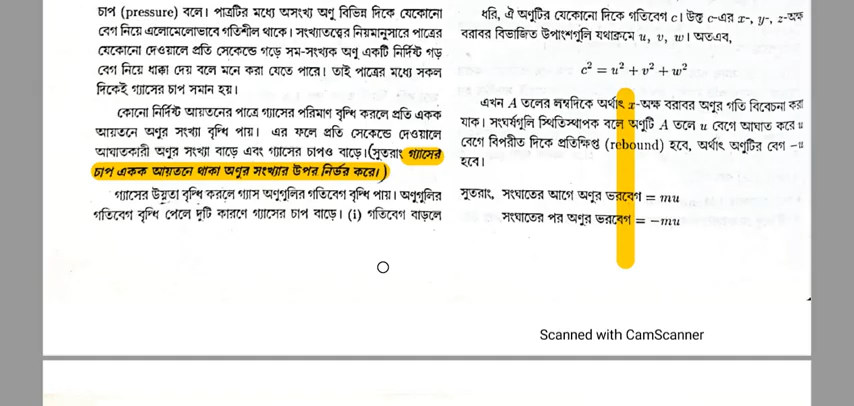 চাপ (pressure) বলে। পাত্রটির মধ্যে অসংখ্য অণু বিভিন্ন দিকে যেকোনো
বেগ নিয়ে এলোমেলোভাবে গতিশীল থাকে। সংখ্যাতত্ত্বের নিয়মানুসারে পাত্রের
যেকোনো দেওয়ালে প্রতি সেকেন্ডে গড়ে সম-সংখ্যক অণু একটি নির্দিষ্ট গড়
বেগ নিয়ে ধাক্কা দেয় বলে মনে করা যেতে পারে। তাই পাত্রের মধ্যে সকল
দিকেই গ্যাসের চাপ সমান হয়।
কোনো নির্দিষ্ট আয়তনের পাত্রে গ্যাসের পরিমাণ বৃদ্ধি করলে প্রতি একক
আয়তনে অণুর সংখ্যা বৃদ্ধি পায়। এর ফলে প্রতি সেকেন্ডে দেওয়ালে
আঘাতকারী অণুর সংখ্যা বাড়ে এবং গ্যাসের চাপও বাড়ে। (সুতরাং গ্যাসের
চাপ একক আয়তনে থাকা অণুর সংখ্যার উপর নির্ভর করে।)
গ্যাসের উষ্ণতা বৃদ্ধি করলে গ্যাস অণুগুলির গতিবেগ বৃদ্ধি পায়। অণুগুলির
গতিবেগ বৃদ্ধি পেলে দুটি কারণে গ্যাসের চাপ বাড়ে। (i) গতিবেগ বাড়লে
ধরি, ঐ অণুটির যেকোনো দিকে গতিবেগ c। উক্ত c-এর x-, y-, z-অক্ষ
বরাবর বিভাজিত উপাংশগুলি যথাক্রমে u, v, w। অতএব,
c² = u² + v² + w²
এখন A তলের লম্বদিকে অর্থাৎ x-অক্ষ বরাবর অণুর গতি বিবেচনা করা
যাক। সংঘর্ষগুলি স্থিতিস্থাপক বলে অণুটি A তলে u বেগে আঘাত করে u
বেগে বিপরীত দিকে প্রতিক্ষিপ্ত (rebound) হবে, অর্থাৎ অণুটির বেগ −u
হবে।
সুতরাং, সংঘাতের আগে অণুর ভরবেগ = mu
সংঘাতের পর অণুর ভরবেগ = −mu
Scanned with CamScanner